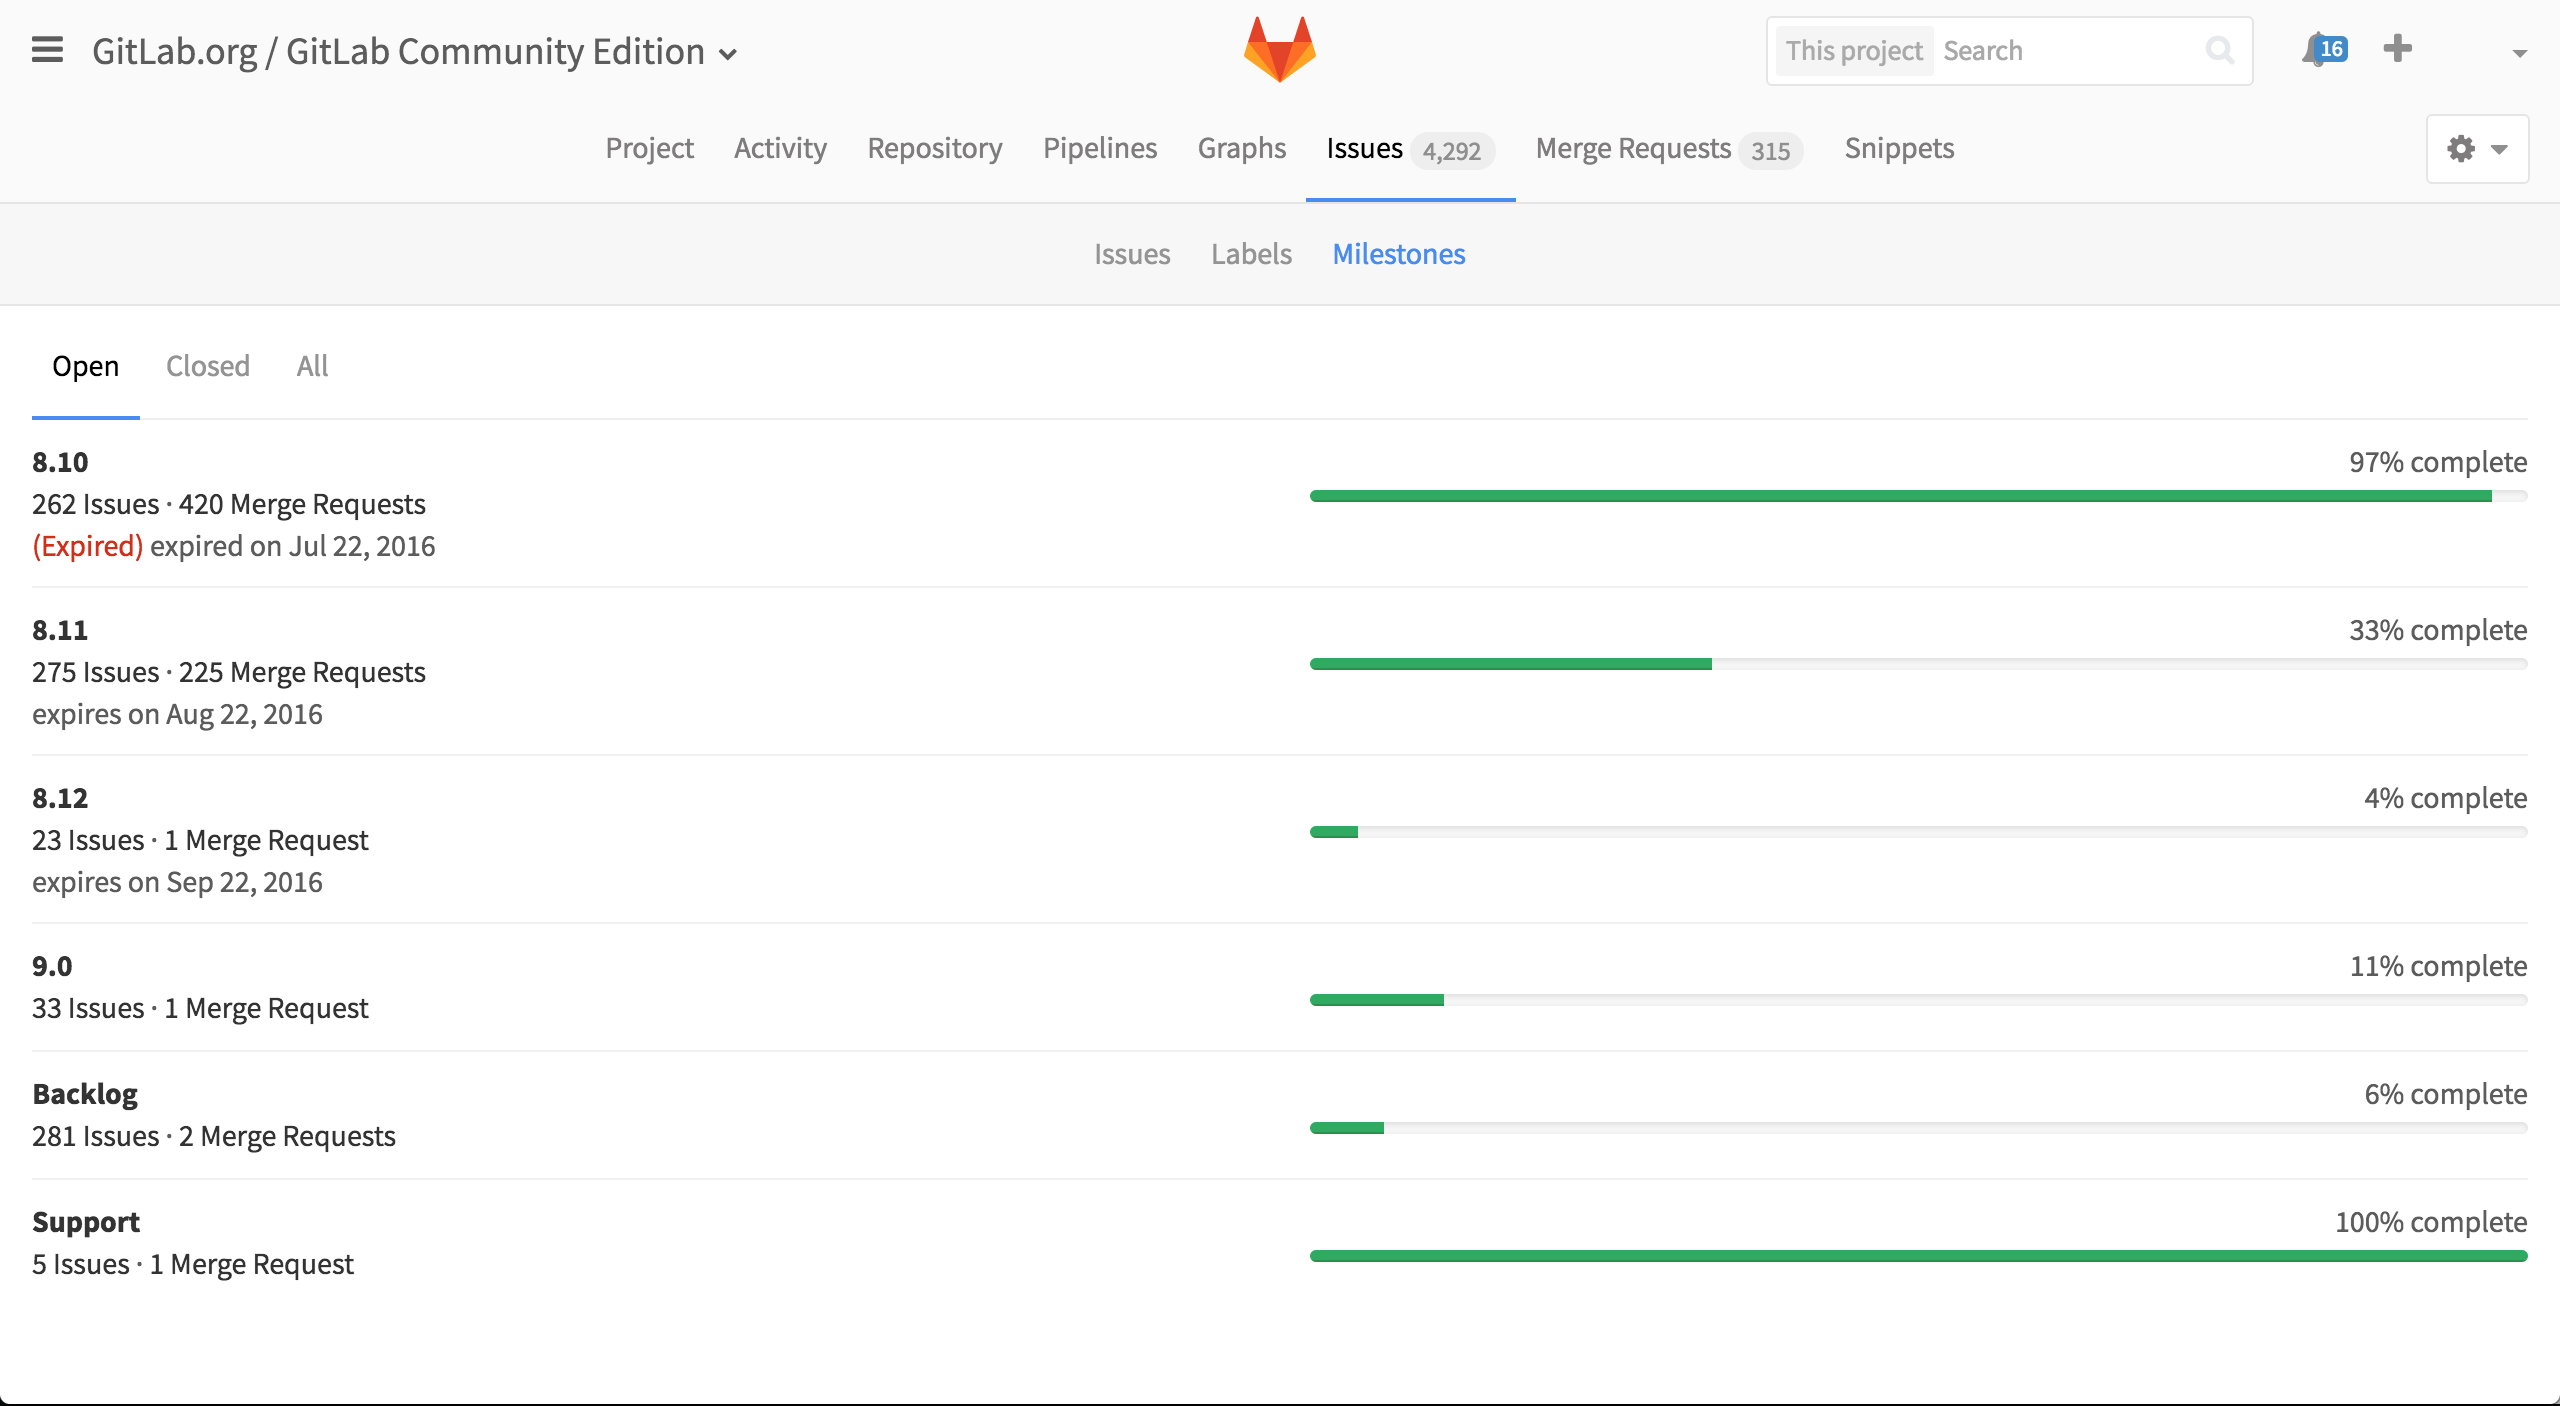 GitLab.org / GitLab Community Edition
This project Search
16
Project Activity Repository Pipelines Graphs Issues 4,292 Merge Requests 315 Snippets
Issues Labels Milestones
Open Closed All
8.10
97% complete
262 Issues · 420 Merge Requests
(Expired) expired on Jul 22, 2016
8.11
33% complete
275 Issues · 225 Merge Requests
expires on Aug 22, 2016
8.12
4% complete
23 Issues · 1 Merge Request
expires on Sep 22, 2016
9.0
11% complete
33 Issues · 1 Merge Request
Backlog
6% complete
281 Issues · 2 Merge Requests
Support
100% complete
5 Issues · 1 Merge Request